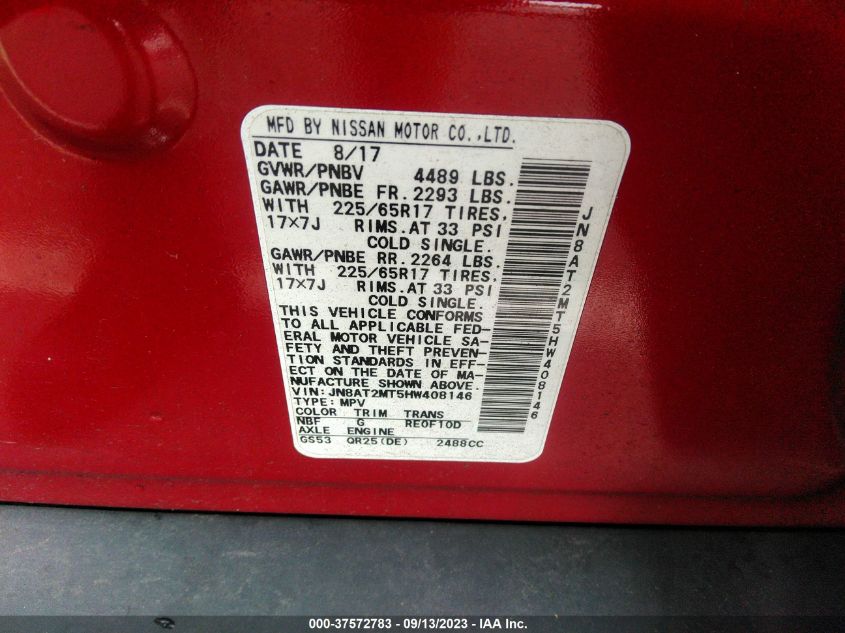 MFD BY NISSAN MOTOR CO.,LTD.
DATE 8/17
GVWR/PNBV 4489 LBS.
GAWR/PNBE FR. 2293 LBS.
WITH 225/65R17 TIRES,
17×7J RIMS.AT 33 PSI
COLD SINGLE.
GAWR/PNBE RR. 2264 LBS.
WITH 225/65R17 TIRES,
17×7J RIMS.AT 33 PSI
COLD SINGLE.
THIS VEHICLE CONFORMS
TO ALL APPLICABLE FED-
ERAL MOTOR VEHICLE SA-
FETY AND THEFT PREVEN-
TION STANDARDS IN EFF-
ECT ON THE DATE OF MA-
NUFACTURE SHOWN ABOVE.
VIN: JN8AT2MT5HW408146
TYPE: MPV
COLOR TRIM TRANS
NBF G RE0F10D
AXLE ENGINE
GS53 QR25(DE) 2488CC
JN8AT2MT5HW408146
000-37572783 - 09/13/2023 - IAA Inc.